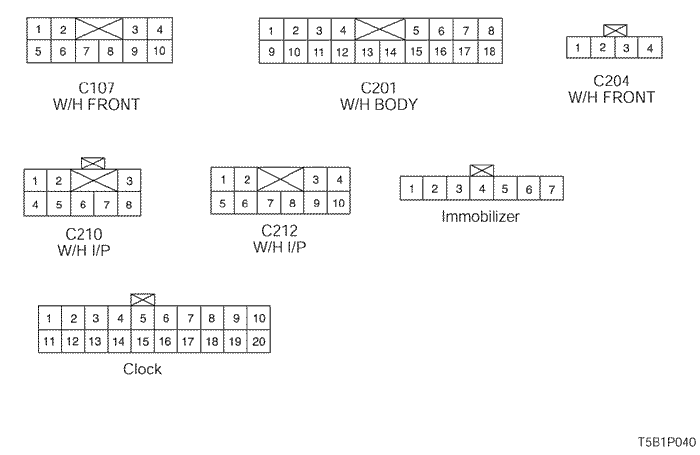 1 2 3 4
5 6 7 8 9 10
C107
W/H FRONT
1 2 3 4 5 6 7 8
9 10 11 12 13 14 15 16 17 18
C201
W/H BODY
1 2 3 4
C204
W/H FRONT
1 2 3
4 5 6 7 8
C210
W/H I/P
1 2 3 4
5 6 7 8 9 10
C212
W/H I/P
1 2 3 4 5 6 7
Immobilizer
1 2 3 4 5 6 7 8 9 10
11 12 13 14 15 16 17 18 19 20
Clock
T5B1P040